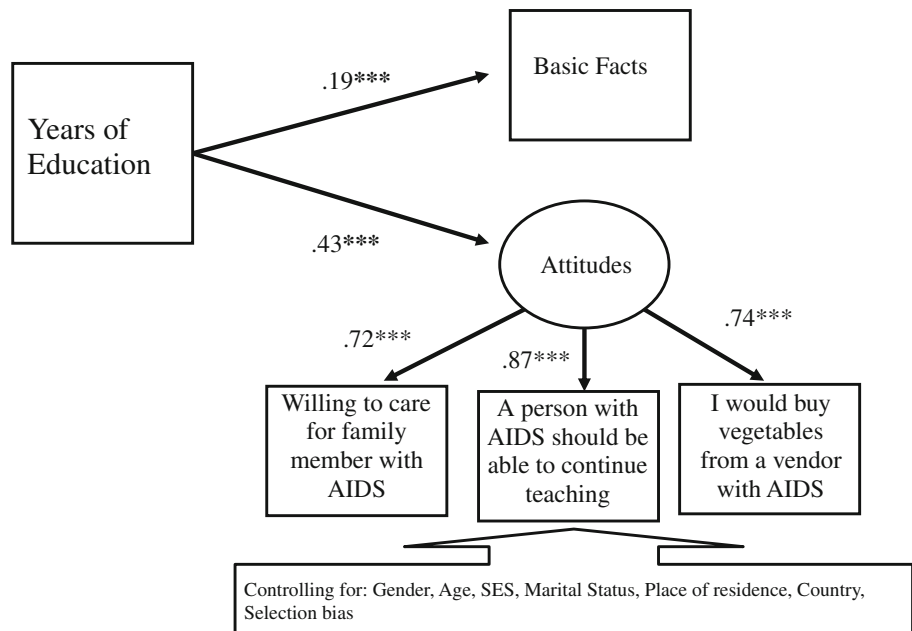 .19***
Basic Facts
Years of
Education
.43***
Attitudes
.72***
.87***
.74***
Willing to care
for family
member with
AIDS
A person with
AIDS should be
able to continue
teaching
I would buy
vegetables
from a vendor
with AIDS
Controlling for: Gender, Age, SES, Marital Status, Place of residence, Country,
Selection bias